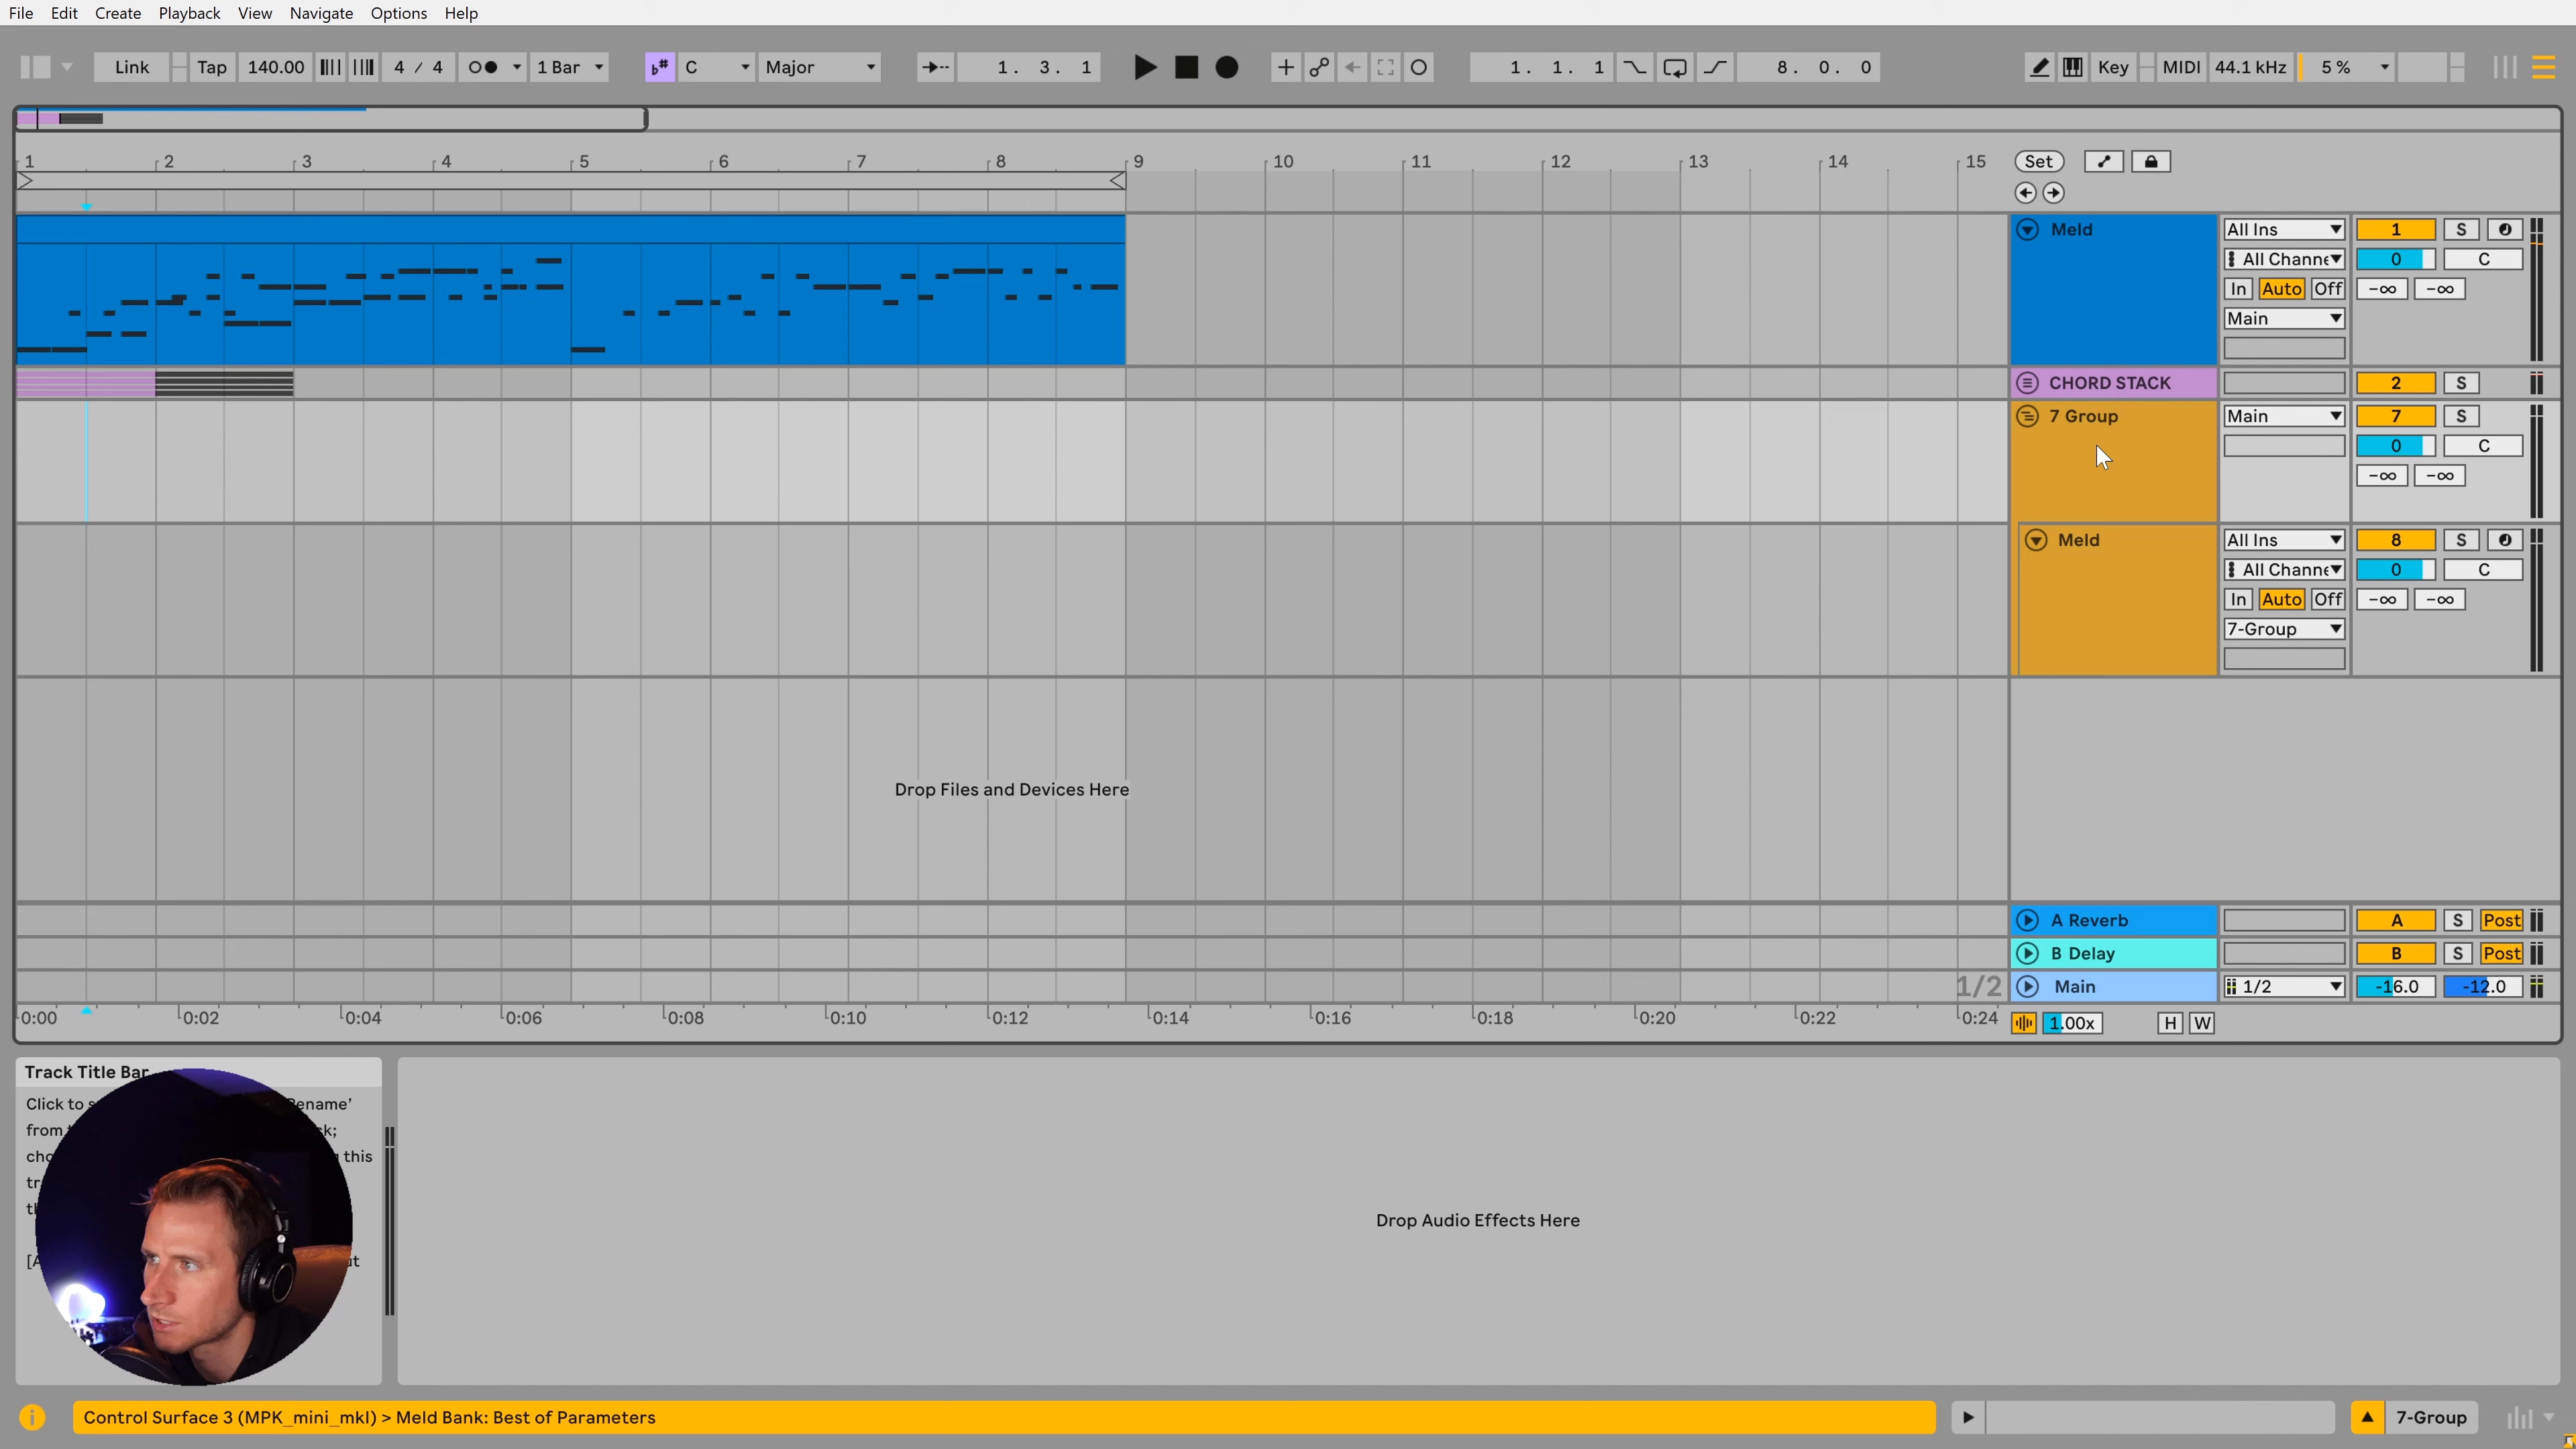 File Edit Create Playback View Navigate Options Help
Link Tap 140.00 4 / 4 1 Bar ♭# C Major 1. 3. 1 1. 1. 1 8. 0. 0 Key MIDI 44.1 kHz 5 %
1 2 3 4 5 6 7 8 9 10 11 12 13 14 15 Set
Meld All Ins 1 S
All Channe 0 C
In Auto Off -∞ -∞
Main
CHORD STACK 2 S
7 Group Main 7 S
0 C
-∞ -∞
Meld All Ins 8 S
All Channe 0 C
In Auto Off -∞ -∞
7-Group
Drop Files and Devices Here
A Reverb A S Post
B Delay B S Post
1/2 Main 1/2 -16.0 -12.0
0:00 0:02 0:04 0:06 0:08 0:10 0:12 0:14 0:16 0:18 0:20 0:22 0:24 1.00x H W
Track Title Bar
Click to ename'
from
this
Drop Audio Effects Here
Control Surface 3 (MPK_mini_mkI) > Meld Bank: Best of Parameters 7-Group